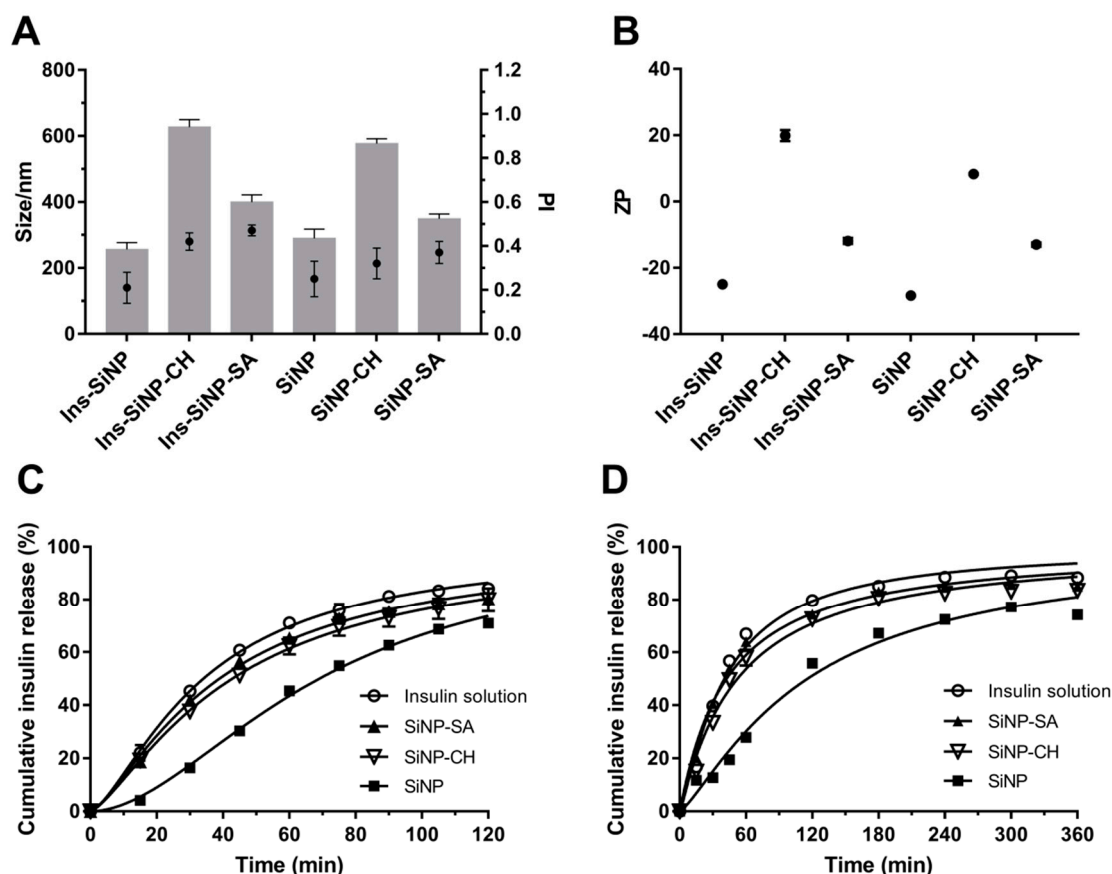 A
B
800
600
400
200
0
Size/nm
1.2
1.0
0.8
0.6
0.4
0.2
0.0
PI
Ins-SiNP
Ins-SiNP-CH
Ins-SiNP-SA
SiNP
SiNP-CH
SiNP-SA
40
20
0
-20
-40
ZP
Ins-SiNP
Ins-SiNP-CH
Ins-SiNP-SA
SiNP
SiNP-CH
SiNP-SA
C
D
Cumulative insulin release (%)
100
80
60
40
20
0
Insulin solution
SiNP-SA
SiNP-CH
SiNP
0 20 40 60 80 100 120
Time (min)
Cumulative insulin release (%)
100
80
60
40
20
0
Insulin solution
SiNP-SA
SiNP-CH
SiNP
0 60 120 180 240 300 360
Time (min)